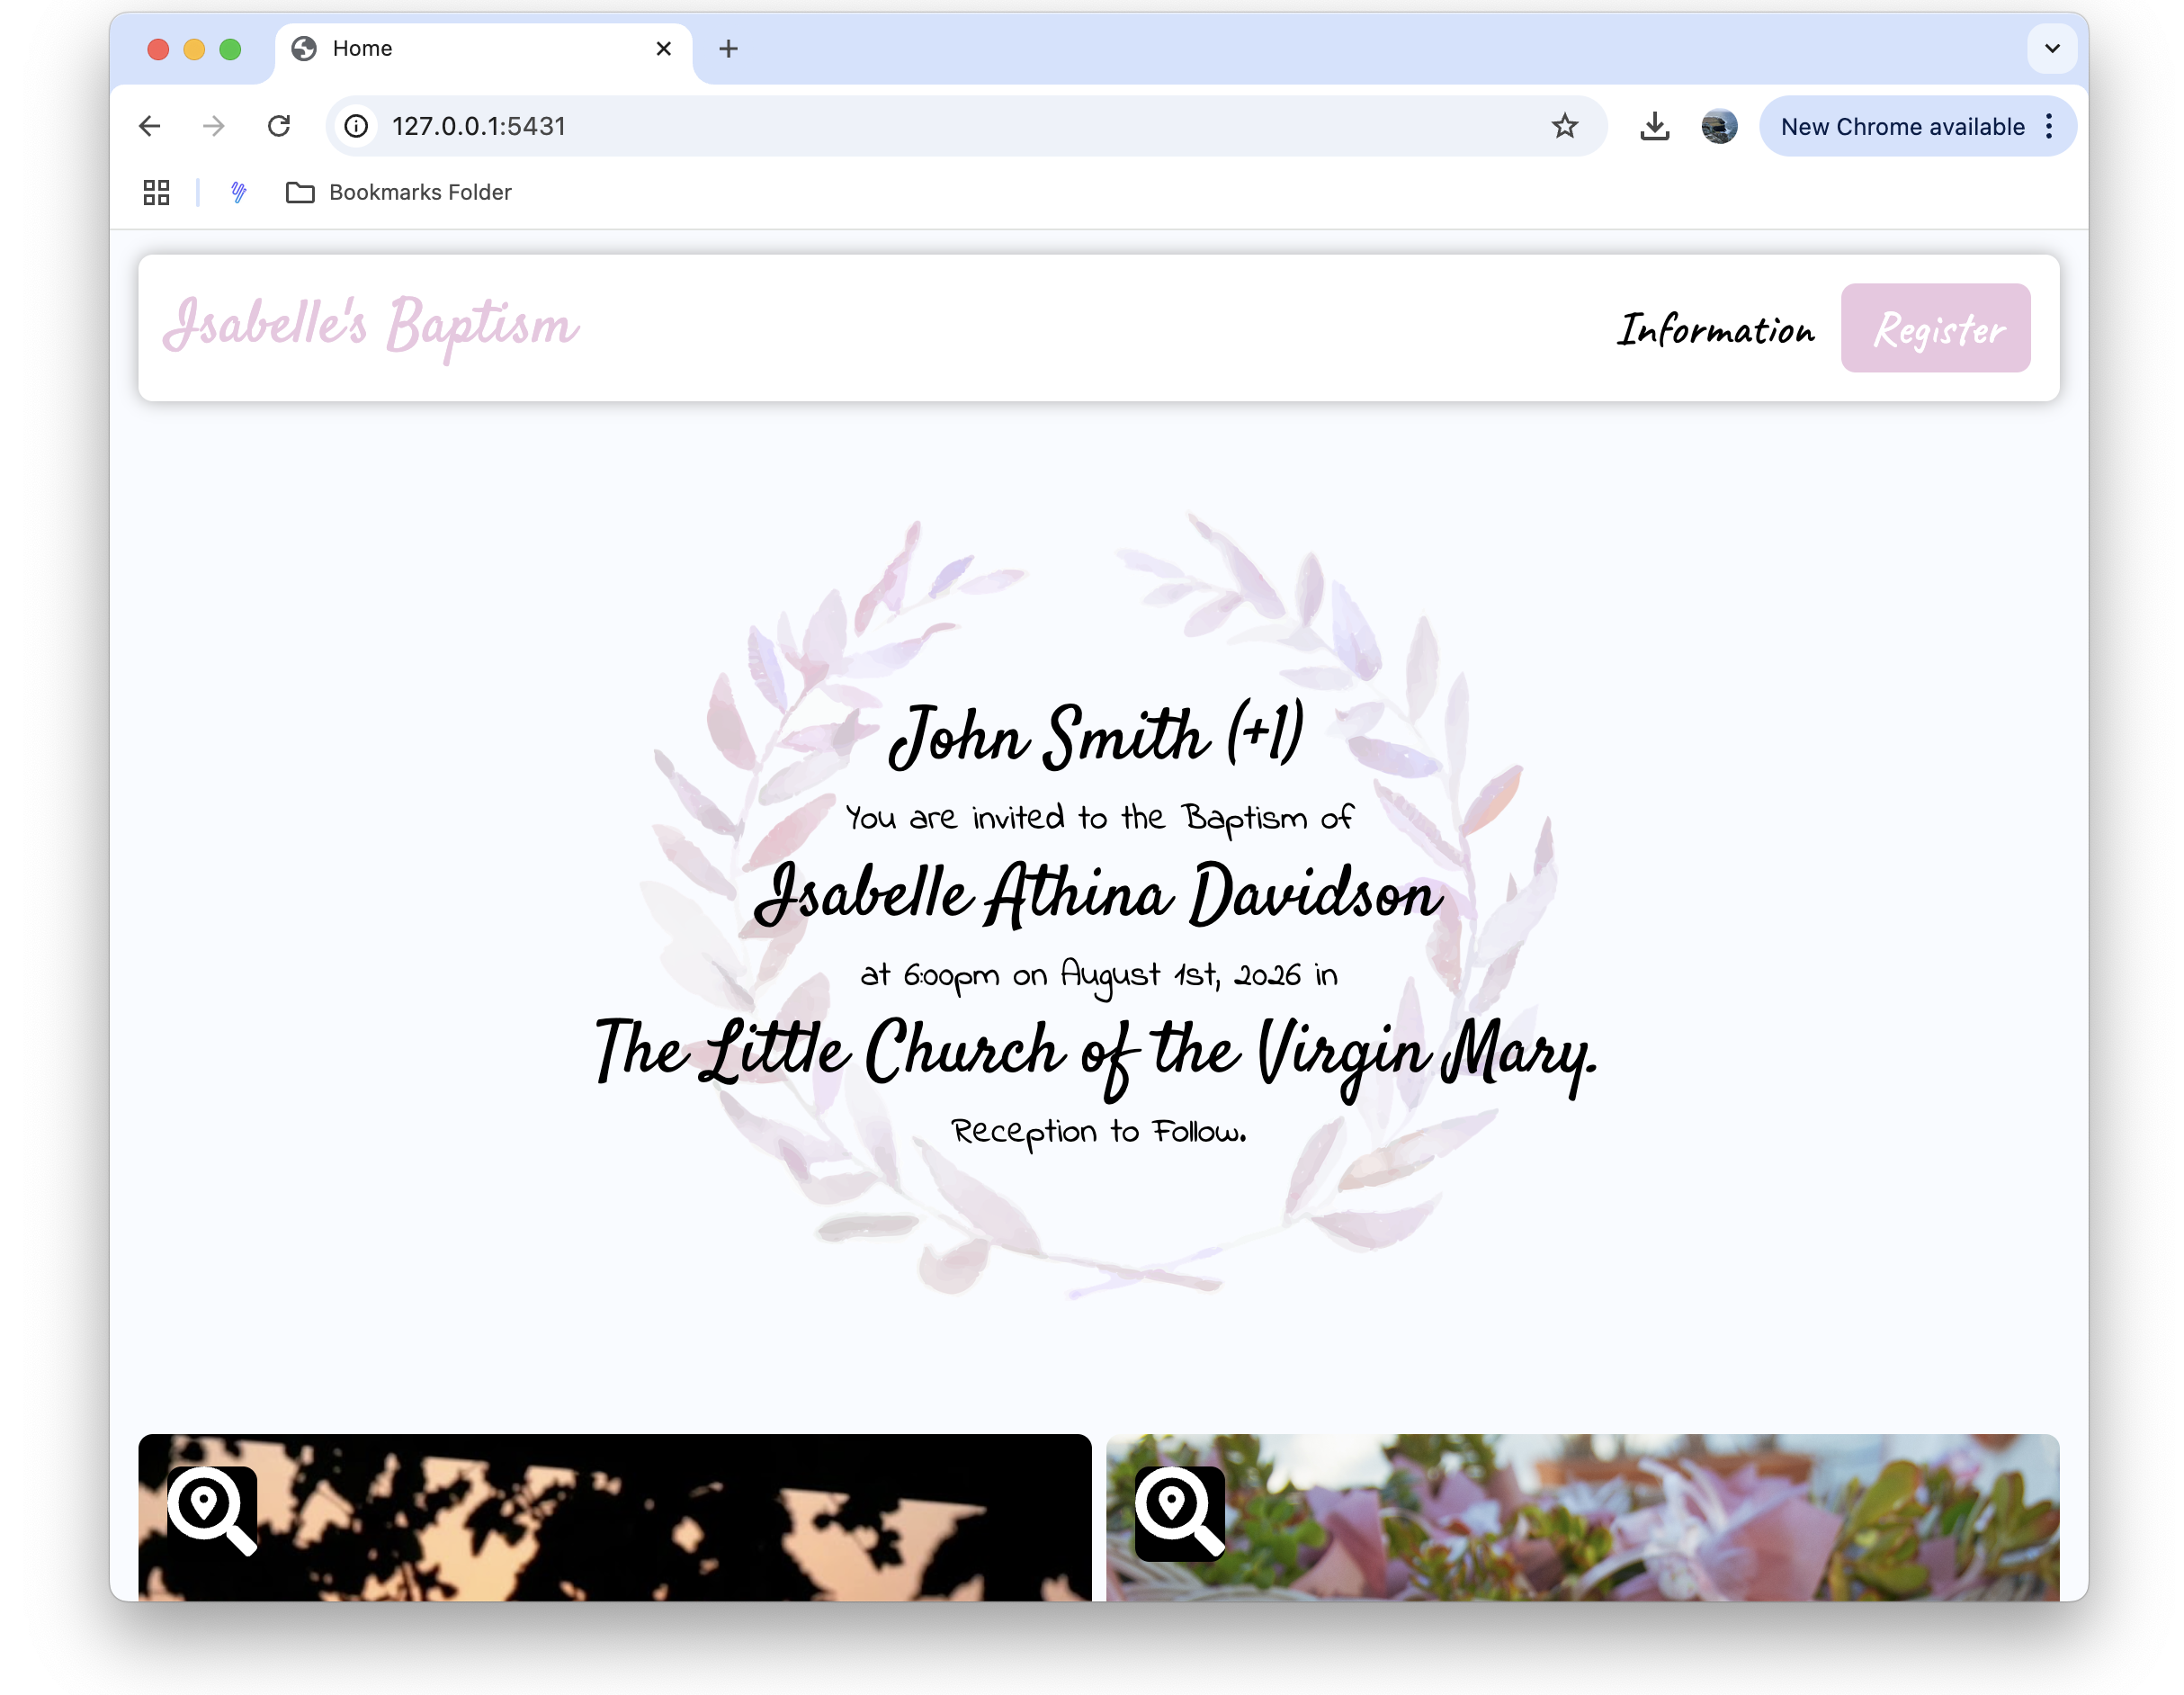 Home
127.0.0.1:5431
New Chrome available
Bookmarks Folder
Isabelle's Baptism
Information
Register
John Smith (+1)
You are invited to the Baptism of
Isabelle Athina Davidson
at 6:00pm on August 1st, 2026 in
The Little Church of the Virgin Mary.
Reception to Follow.